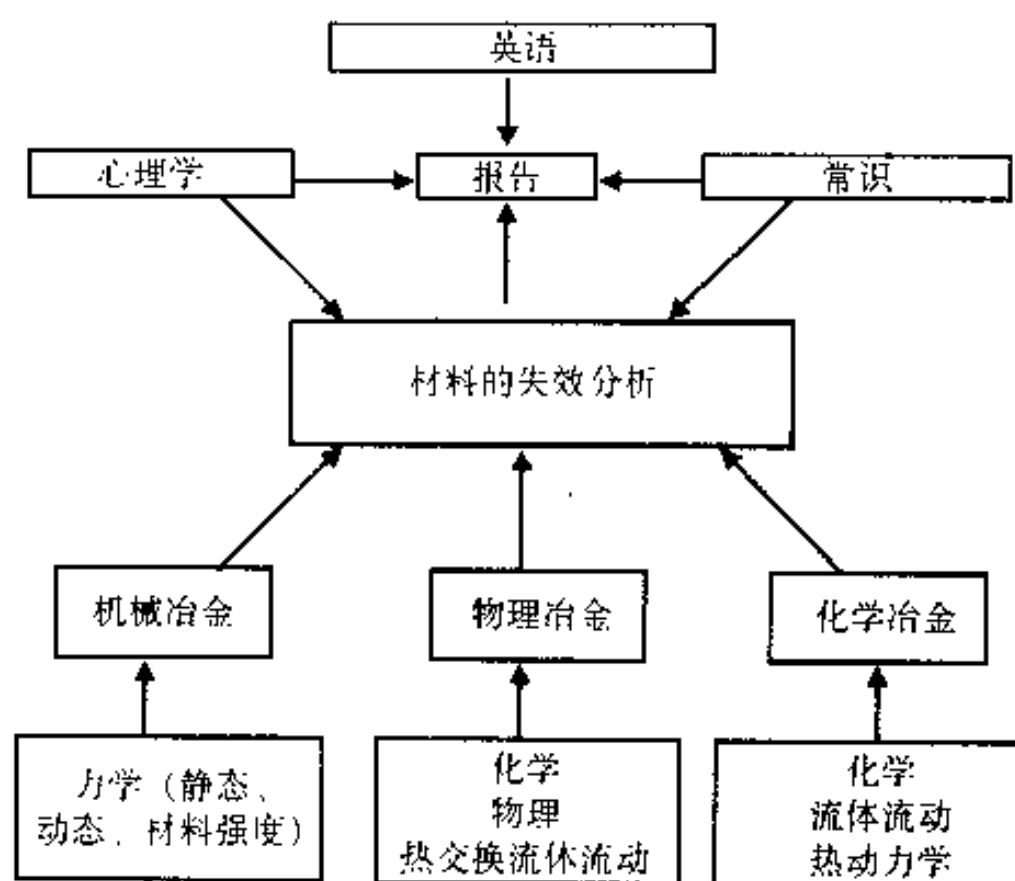 英语
心理学
报告
常识
材料的失效分析
机械冶金
物理冶金
化学冶金
力学（静态、
动态、材料强度）
化学
物理
热交换流体流动
化学
流体流动
热动力学